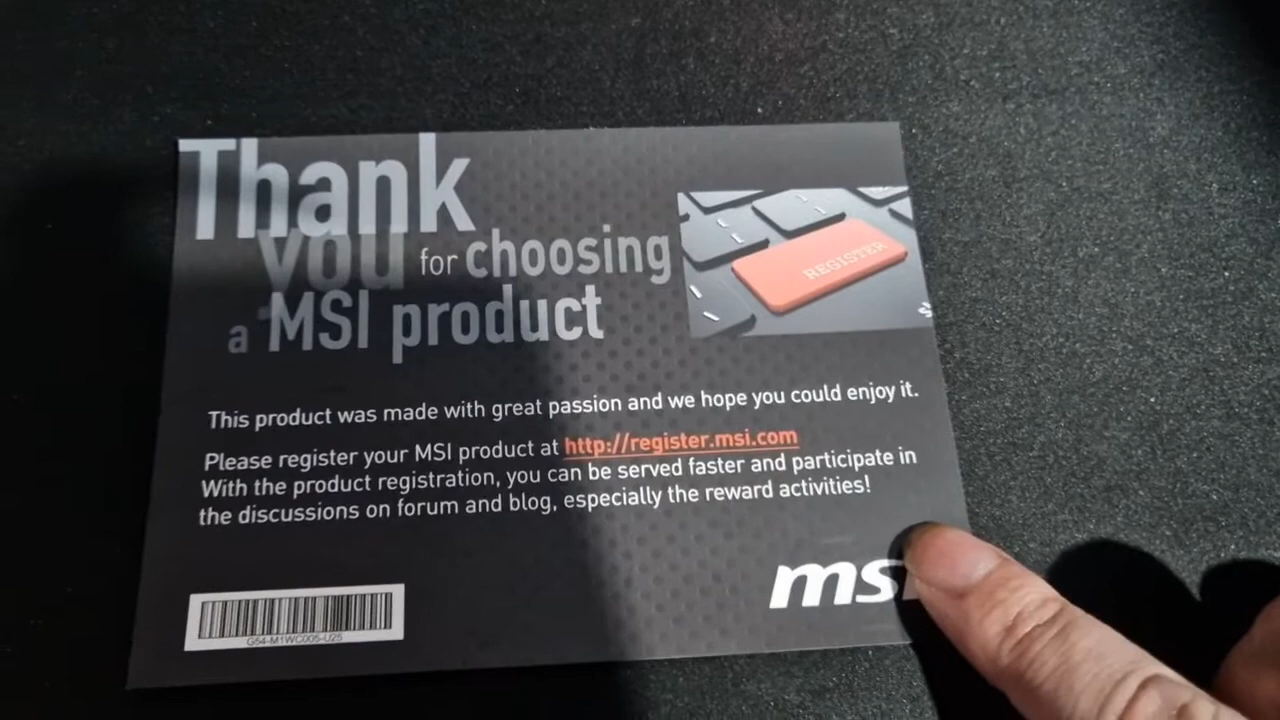 Thank
you for choosing
a MSI product
REGISTER
This product was made with great passion and we hope you could enjoy it.
Please register your MSI product at http://register.msi.com
With the product registration, you can be served faster and participate in
the discussions on forum and blog, especially the reward activities!
msi
G54-M1WC005-U25